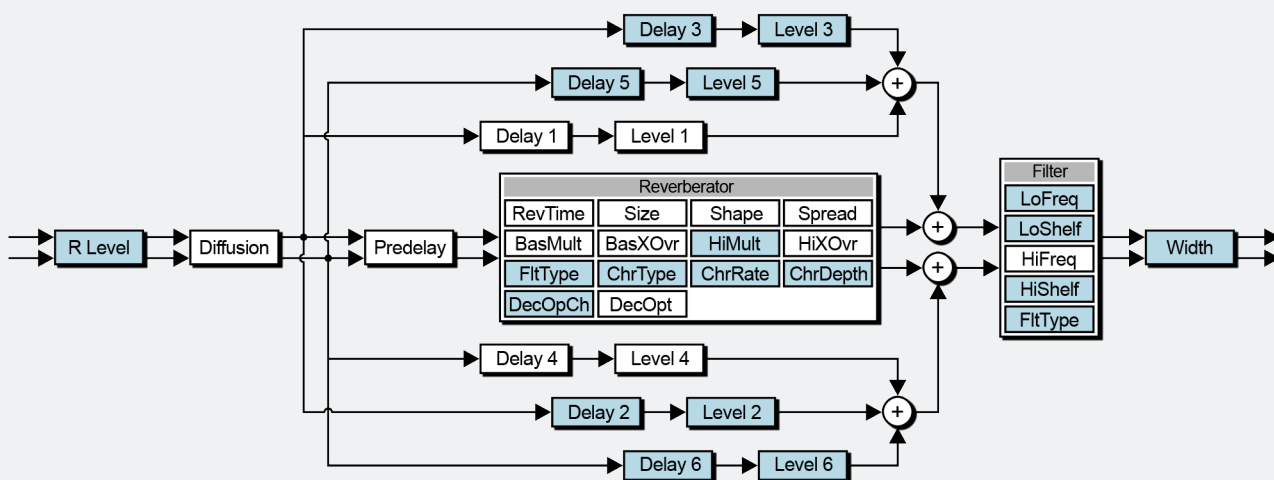 Delay 3
Level 3
Delay 5
Level 5
+
Delay 1
Level 1
Reverberator
RevTime Size Shape Spread
BasMult BasXOvr HiMult HiXOvr
FltType ChrType ChrRate ChrDepth
DecOpCh DecOpt
R Level
Diffusion
Predelay
+
+
Filter
LoFreq
LoShelf
HiFreq
HiShelf
FltType
Width
Delay 4
Level 4
Delay 2
Level 2
+
Delay 6
Level 6